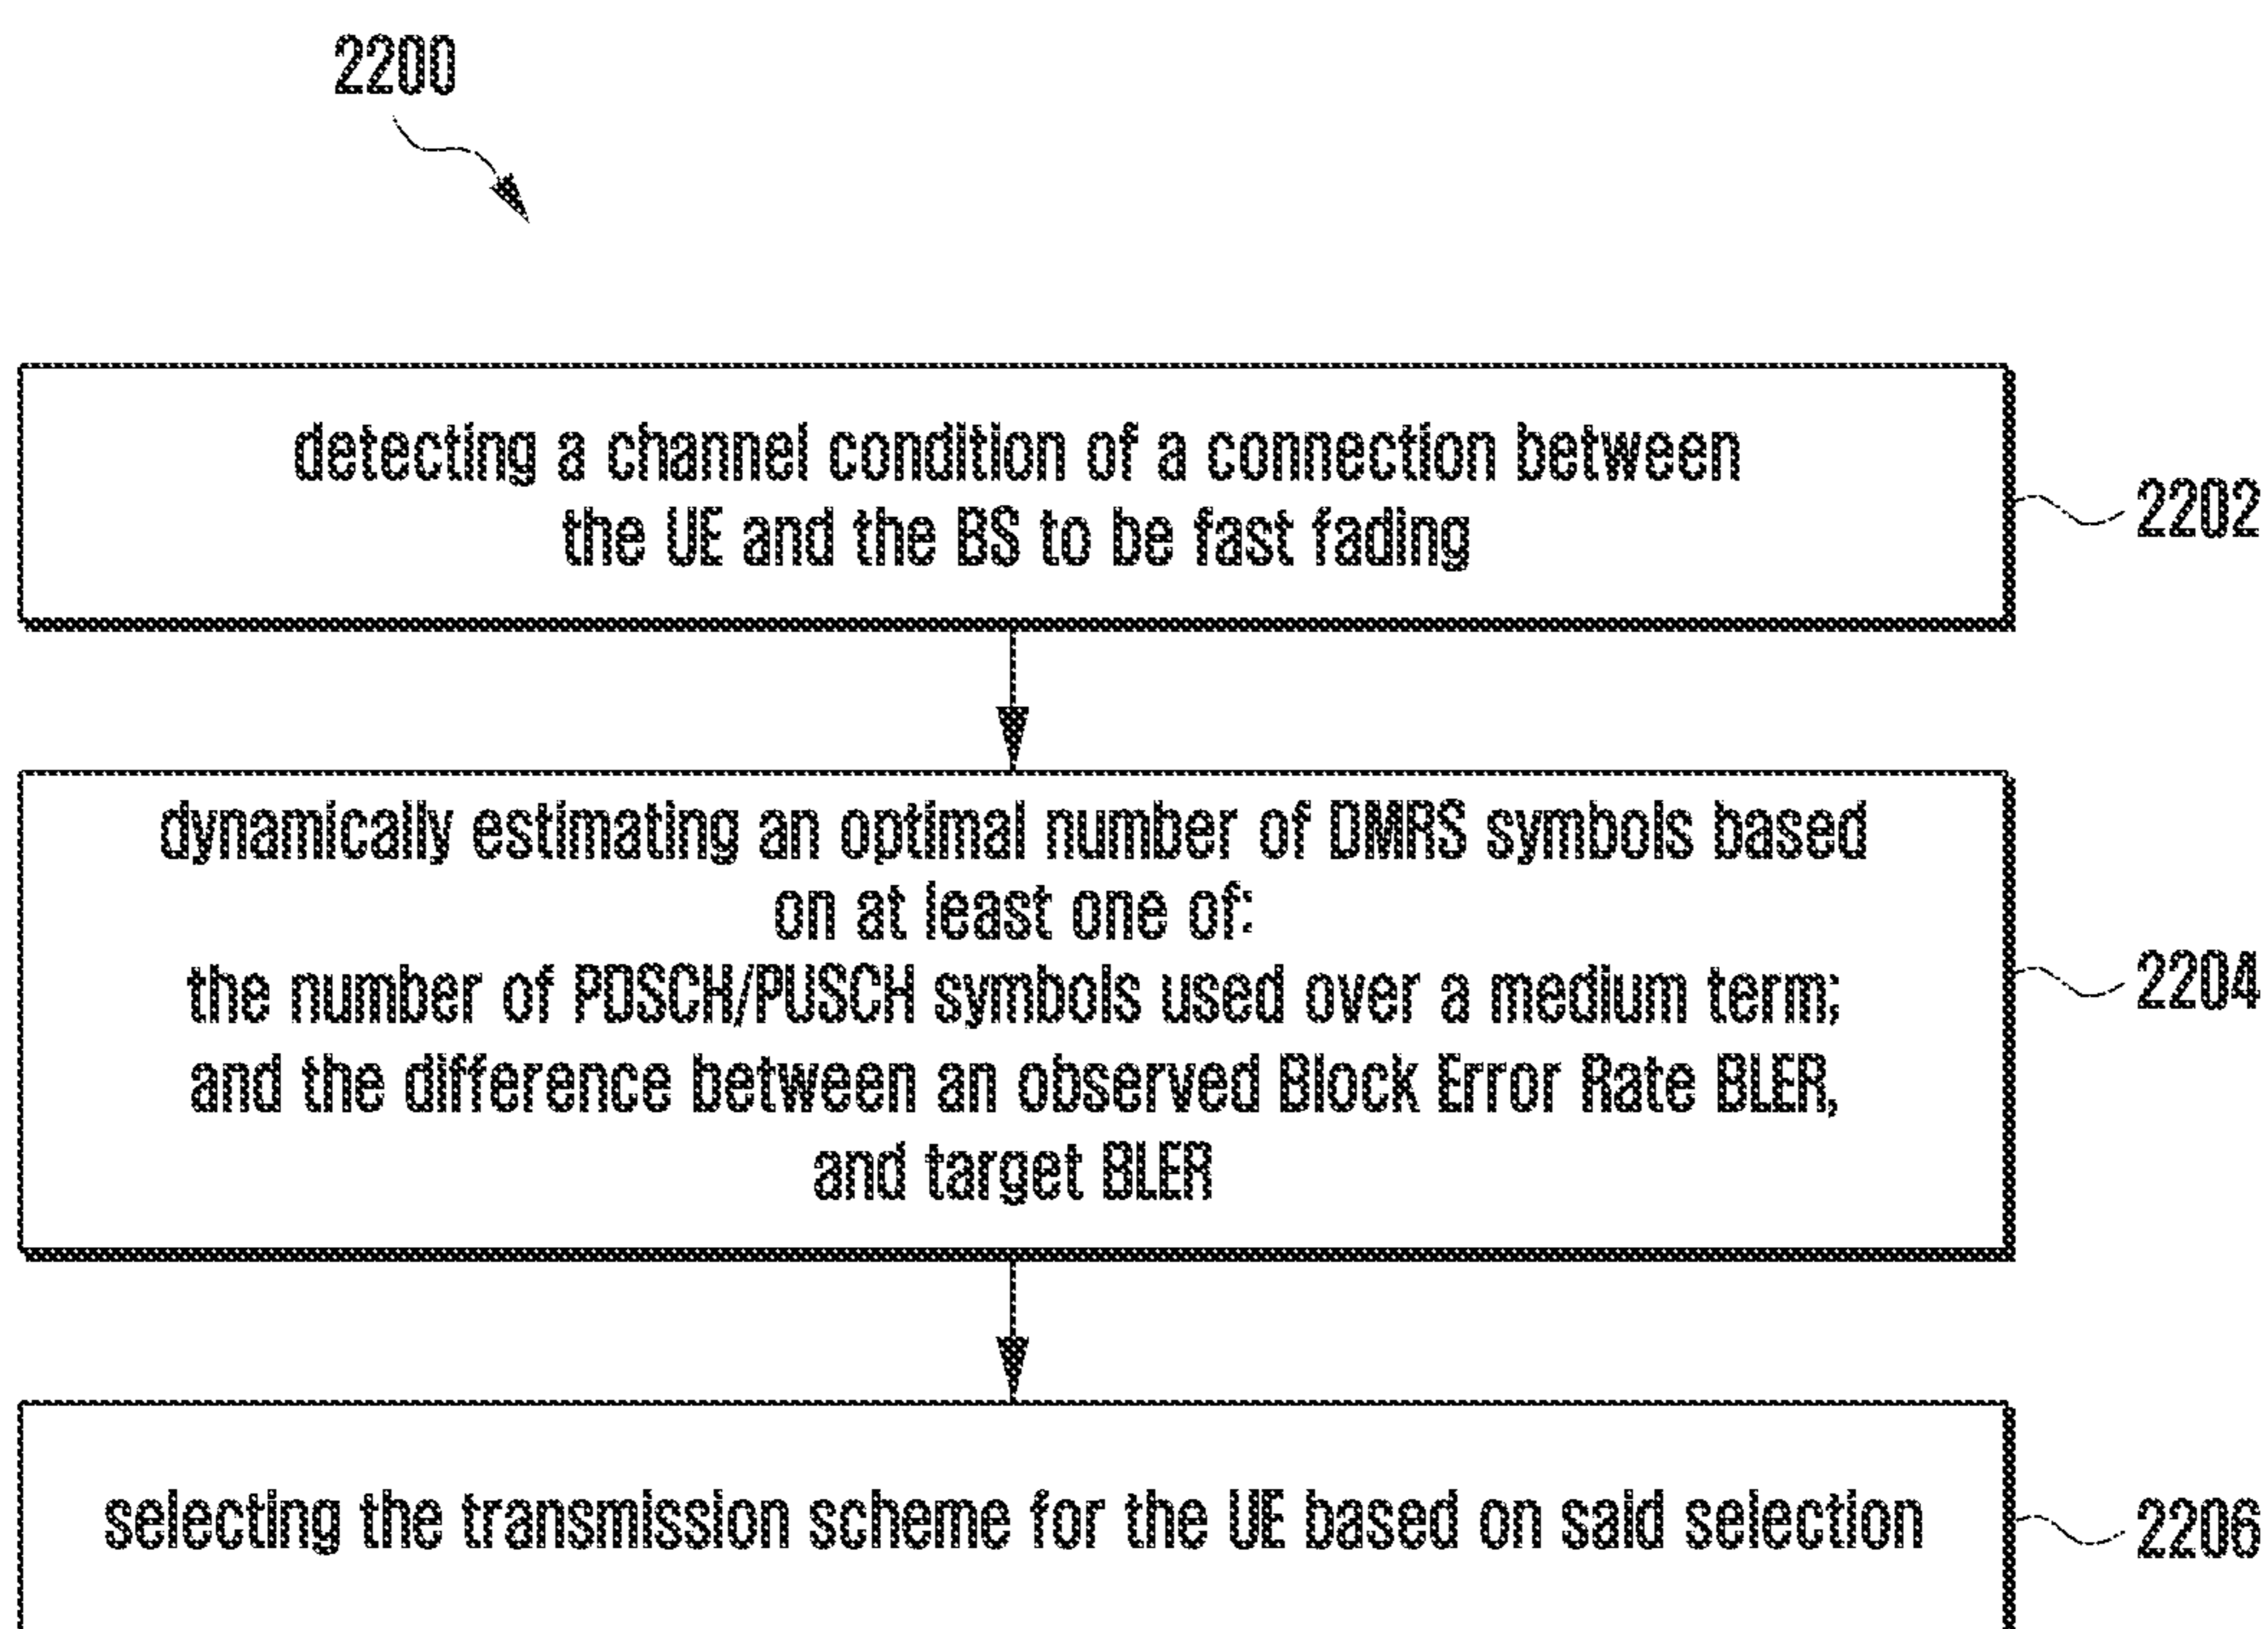 2200
detecting a channel condition of a connection between
the UE and the BS to be fast fading
2202
dynamically estimating an optimal number of DMRS symbols based
on at least one of:
the number of PDSCH/PUSCH symbols used over a medium term;
and the difference between an observed Block Error Rate BLER,
and target BLER
2204
selecting the transmission scheme for the UE based on said selection
2206